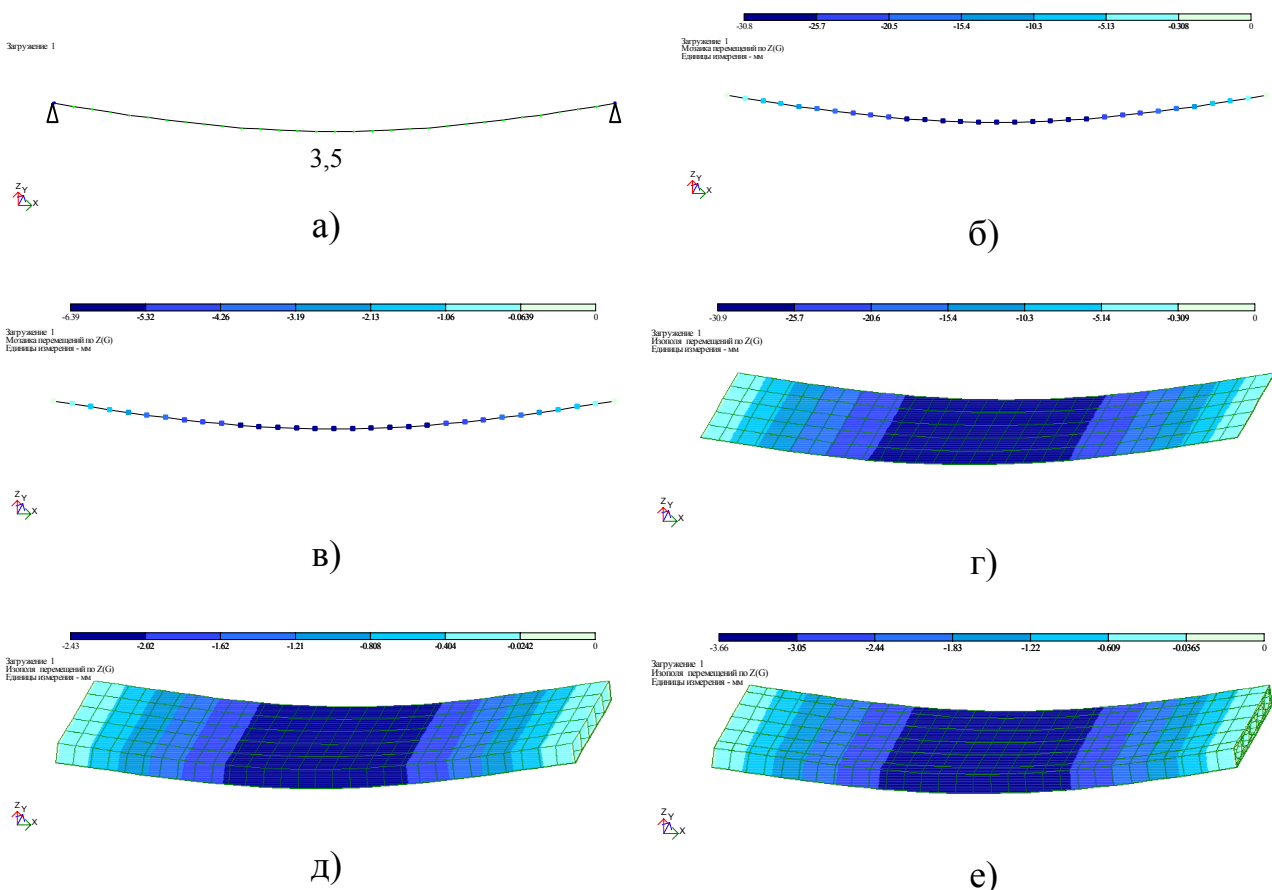 Загружение 1
3,5
Z
Y
X
а)
-30.8 -25.7 -20.5 -15.4 -10.3 -5.13 -0.308 0
Загружение 1
Мозаика перемещений по Z(G)
Единицы измерения - мм
Z
Y
X
б)
-6.39 -5.32 -4.26 -3.19 -2.13 -1.06 -0.0639 0
Загружение 1
Мозаика перемещений по Z(G)
Единицы измерения - мм
Z
Y
X
в)
-30.9 -25.7 -20.6 -15.4 -10.3 -5.14 -0.309 0
Загружение 1
Изополя перемещений по Z(G)
Единицы измерения - мм
Z
Y
X
г)
-2.43 -2.02 -1.62 -1.21 -0.808 -0.404 -0.0242 0
Загружение 1
Изополя перемещений по Z(G)
Единицы измерения - мм
Z
Y
X
д)
-3.66 -3.05 -2.44 -1.83 -1.22 -0.609 -0.0365 0
Загружение 1
Изополя перемещений по Z(G)
Единицы измерения - мм
Z
Y
X
е)